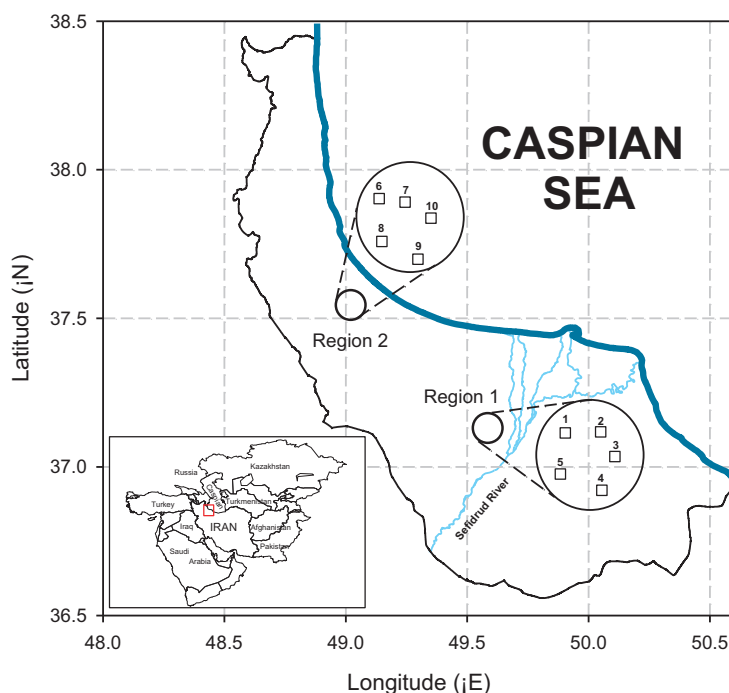 38.5
38.0
37.5
37.0
36.5
48.0
48.5
49.0
49.5
50.0
50.5
Latitude (¡N)
Longitude (¡E)
CASPIAN
SEA
6
7
10
8
9
Region 2
Region 1
1
2
3
5
4
Sefidrud River
Russia
Kazakhstan
Caspian
Turkey
Turkmenistan
Iraq
IRAN
Afghanistan
Pakistan
Saudi
Arabia